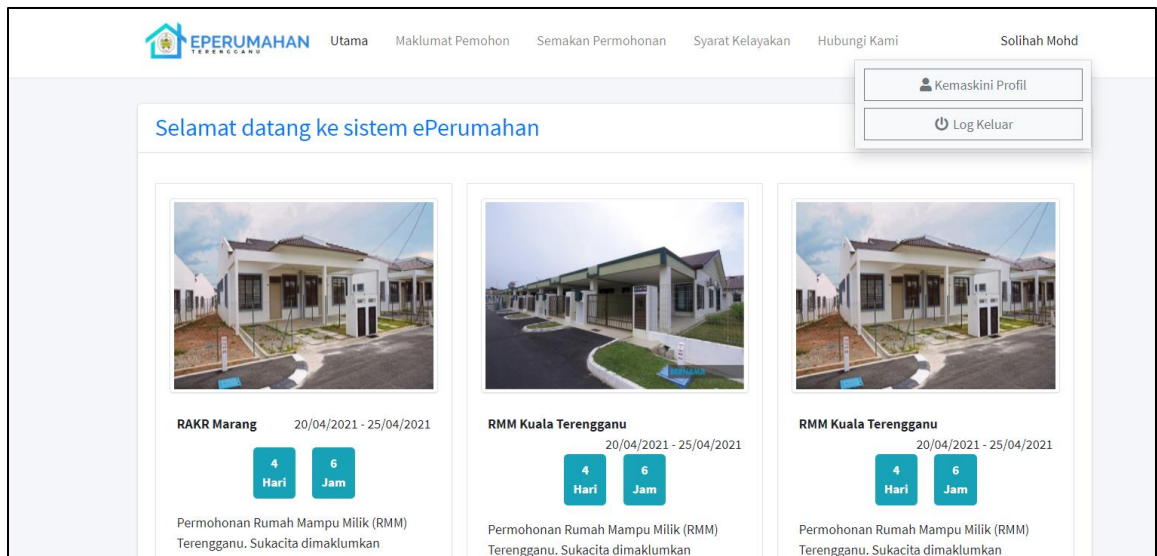 EPERUMAHAN
TERENGGANU
Utama
Maklumat Pemohon
Semakan Permohonan
Syarat Kelayakan
Hubungi Kami
Solihah Mohd
Kemaskini Profil
Log Keluar
Selamat datang ke sistem ePerumahan
BERNAMA
RAKR Marang
20/04/2021 - 25/04/2021
4
Hari
6
Jam
Permohonan Rumah Mampu Milik (RMM)
Terengganu. Sukacita dimaklumkan
RMM Kuala Terengganu
20/04/2021 - 25/04/2021
4
Hari
6
Jam
Permohonan Rumah Mampu Milik (RMM)
Terengganu. Sukacita dimaklumkan
RMM Kuala Terengganu
20/04/2021 - 25/04/2021
4
Hari
6
Jam
Permohonan Rumah Mampu Milik (RMM)
Terengganu. Sukacita dimaklumkan